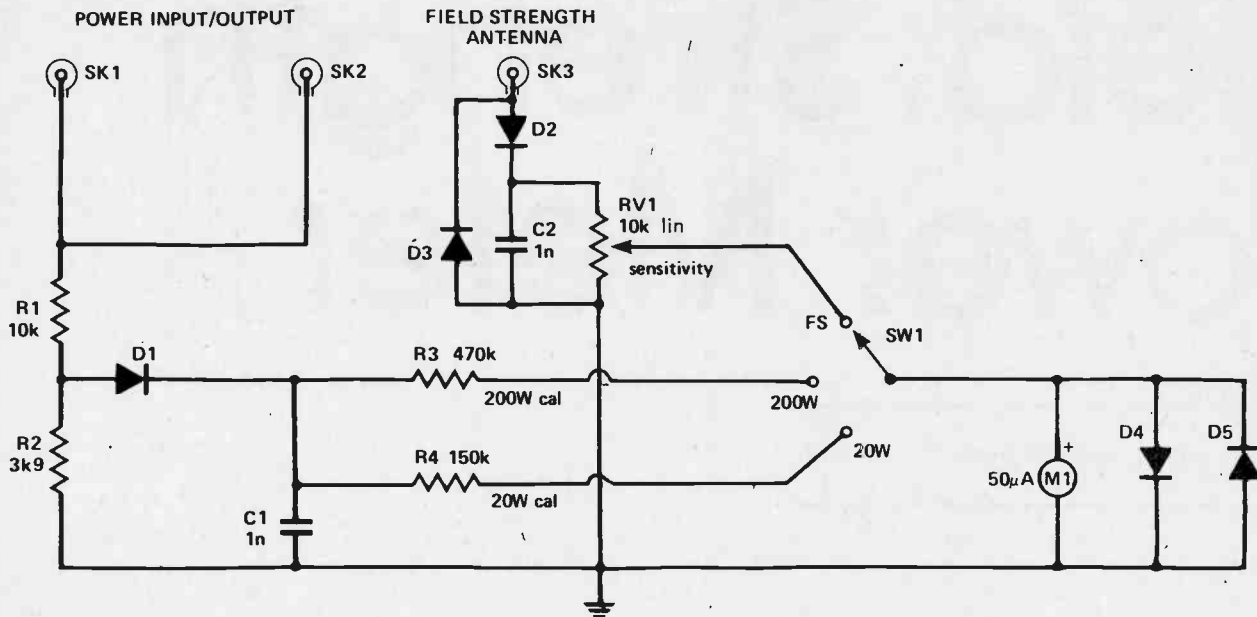 POWER INPUT/OUTPUT
FIELD STRENGTH
ANTENNA
SK1
SK2
SK3
D2
RV1
10k lin
sensitivity
C2
1n
D3
R1
10k
FS
SW1
D1
R3 470k
200W cal
200W
R2
3k9
R4 150k
20W cal
20W
C1
1n
D4
D5
+
50μA
M1